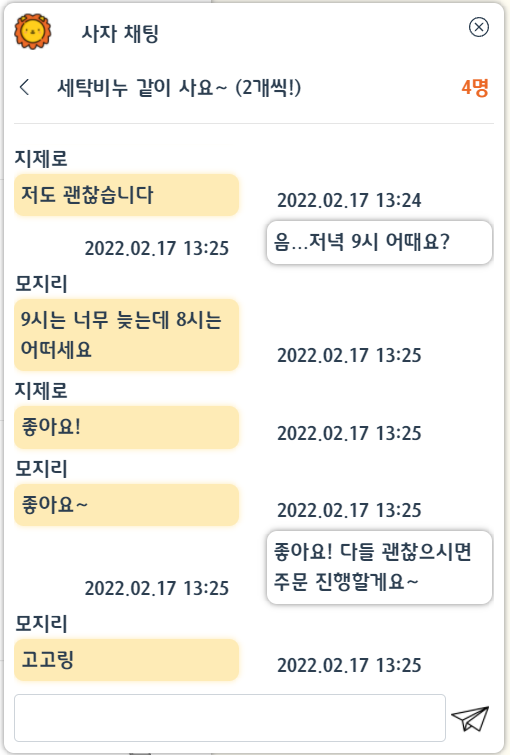 사자 채팅
세탁비누 같이 사요~ (2개씩!)
4명
지제로
저도 괜찮습니다
2022.02.17 13:24
음...저녁 9시 어때요?
2022.02.17 13:25
모지리
9시는 너무 늦는데 8시는
어떠세요
2022.02.17 13:25
지제로
좋아요!
2022.02.17 13:25
모지리
좋아요~
2022.02.17 13:25
좋아요! 다들 괜찮으시면
주문 진행할게요~
2022.02.17 13:25
모지리
고고링
2022.02.17 13:25